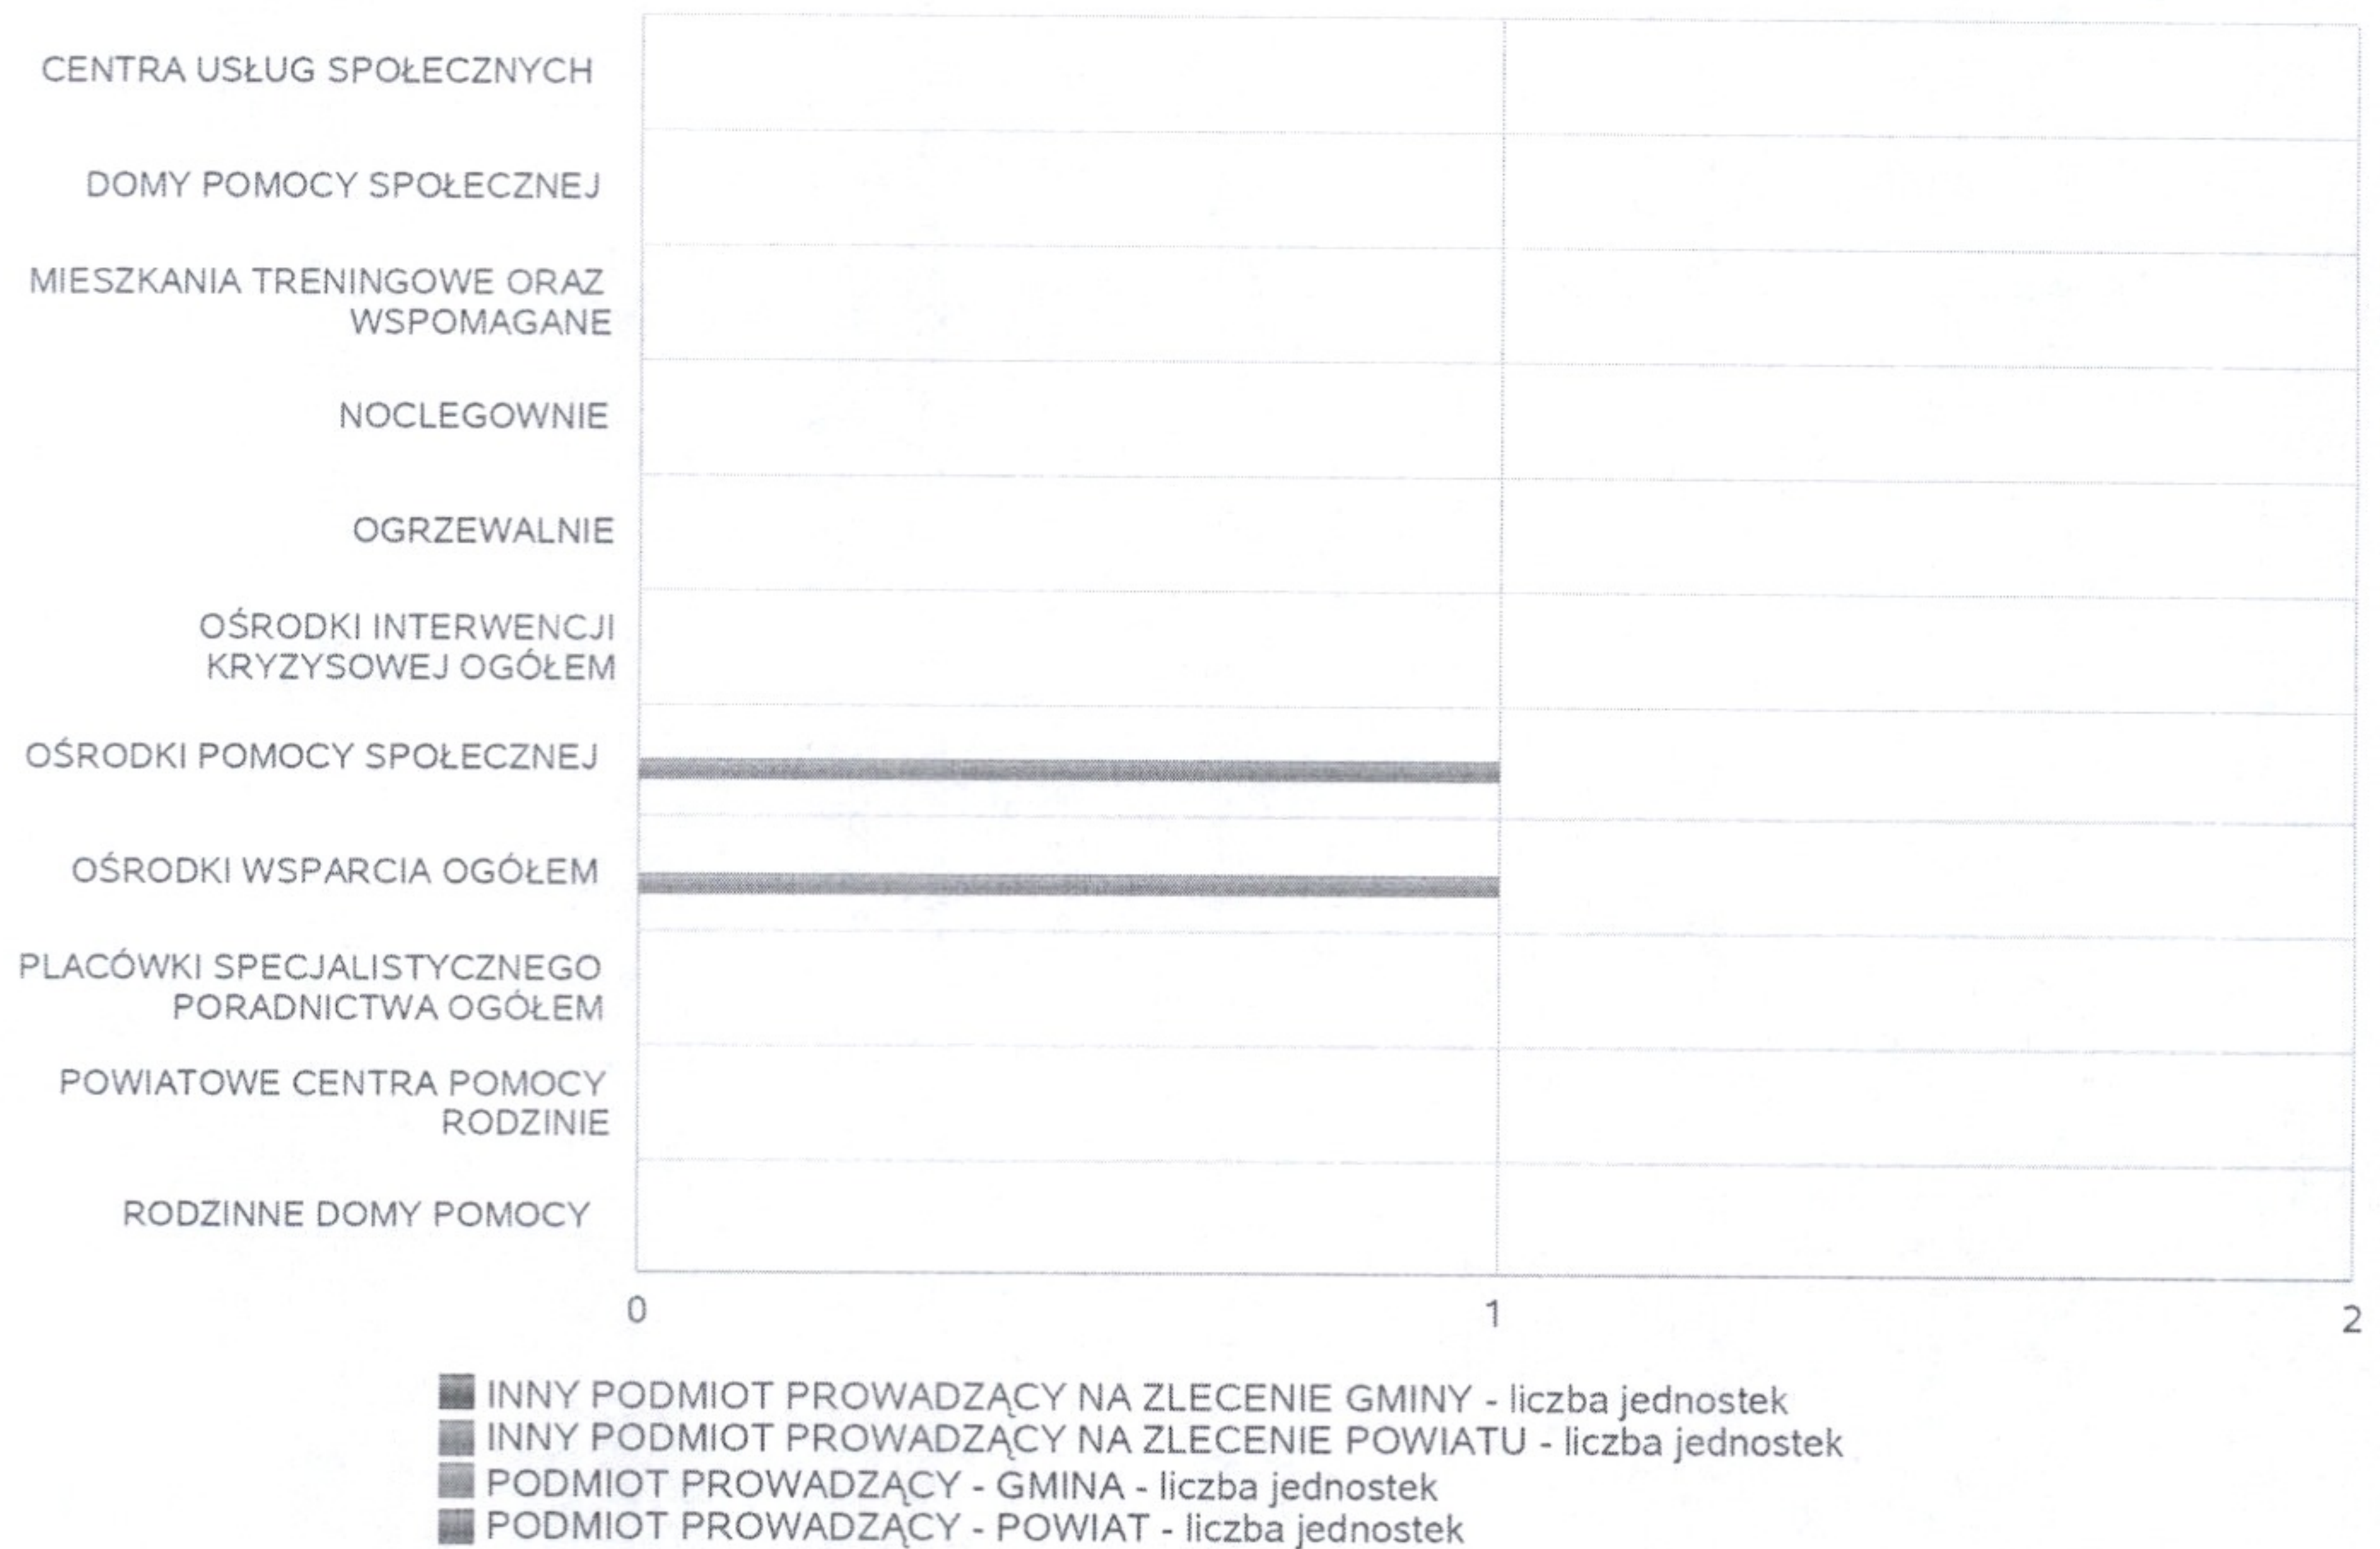 CENTRA USŁUG SPOŁECZNYCH
DOMY POMOCY SPOŁECZNEJ
MIESZKANIA TRENINGOWE ORAZ
WSPOMAGANE
NOCLEGOWNIE
OGRZEWALNIE
OŚRODKI INTERWENCJI
KRYZYSOWEJ OGÓŁEM
OŚRODKI POMOCY SPOŁECZNEJ
OŚRODKI WSPARCIA OGÓŁEM
PLACÓWKI SPECJALISTYCZNEGO
PORADNICTWA OGÓŁEM
POWIATOWE CENTRA POMOCY
RODZINIE
RODZINNE DOMY POMOCY
0 1 2
INNY PODMIOT PROWADZĄCY NA ZLECENIE GMINY - liczba jednostek
INNY PODMIOT PROWADZĄCY NA ZLECENIE POWIATU - liczba jednostek
PODMIOT PROWADZĄCY - GMINA - liczba jednostek
PODMIOT PROWADZĄCY - POWIAT - liczba jednostek